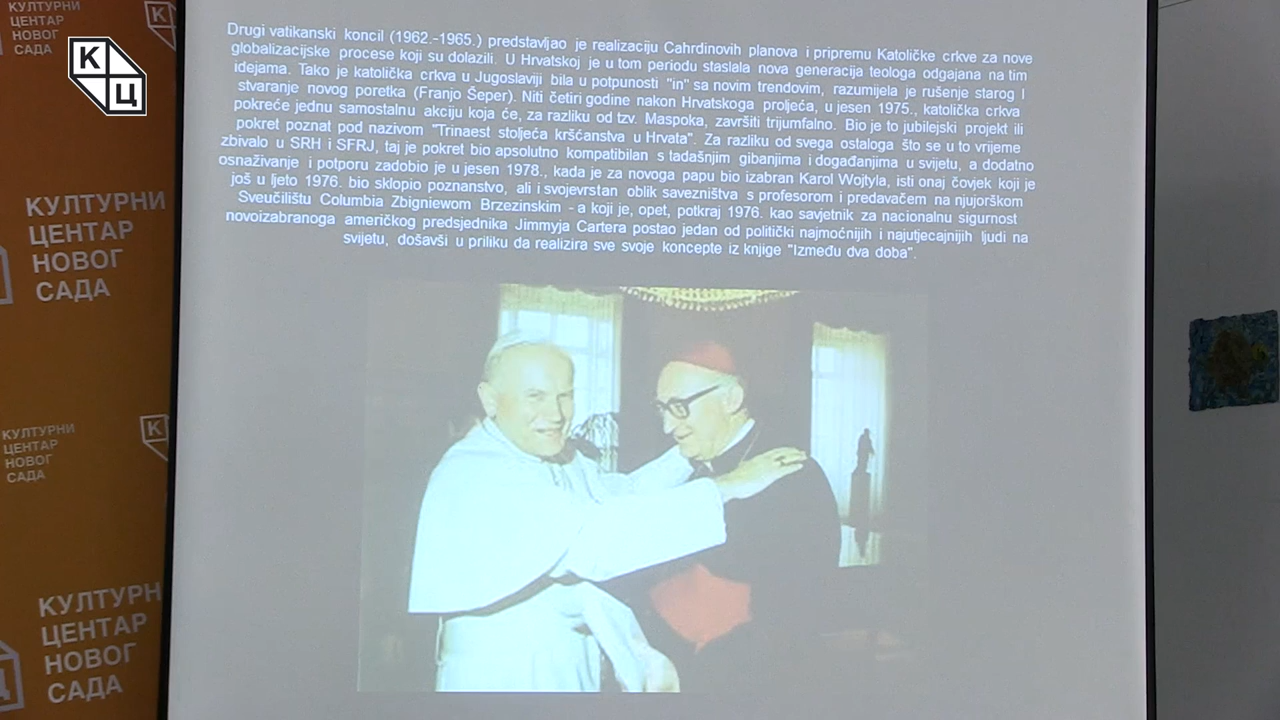 КУЛТУРНИ
ЦЕНТАР
НОВОГ
САДА
К
К
Ц
КУЛТУРНИ
ЦЕНТАР
НОВОГ
САДА
КУЛТУРНИ
ЦЕНТАР
НОВОГ
САДА
К
КУЛТУРН
ЦЕНТАР
НОВОГ
САДА
Ц
Drugi vatikanski koncil (1962.-1965.) predstavljao je realizaciju Cahrdinovih planova i pripremu Katoličke crkve za nove
globalizacijske procese koji su dolazili. U Hrvatskoj je u tom periodu staslala nova generacija teologa odgajana na tim
idejama. Tako je katolička crkva u Jugoslaviji bila u potpunosti "in" sa novim trendovim, razumijela je rušenje starog I
stvaranje novog poretka (Franjo Šeper). Niti četiri godine nakon Hrvatskoga proljeća, u jesen 1975., katolička crkva
pokreće jednu samostalnu akciju koja će, za razliku od tzv. Maspoka, završiti trijumfalno. Bio je to jubilejski projekt ili
pokret poznat pod nazivom "Trinaest stoljeća kršćanstva u Hrvata". Za razliku od svega ostaloga što se u to vrijeme
zbivalo u SRH i SFRJ, taj je pokret bio apsolutno kompatibilan s tadašnjim gibanjima i događanjima u svijetu, a dodatno
osnaživanje i potporu zadobio je u jesen 1978., kada je za novoga papu bio izabran Karol Wojtyla, isti onaj čovjek koji je
još u ljeto 1976. bio sklopio poznanstvo, ali i svojevrstan oblik savezništva s profesorom i predavačem na njujorškom
Sveučilištu Columbia Zbigniewom Brzezinskim - a koji je, opet, potkraj 1976. kao savjetnik za nacionalnu sigurnost
novoizabranoga američkog predsjednika Jimmyja Cartera postao jedan od politički najmoćnijih i najutjecajnijih ljudi na
svijetu, došavši u priliku da realizira sve svoje koncepte iz knjige "Između dva doba".